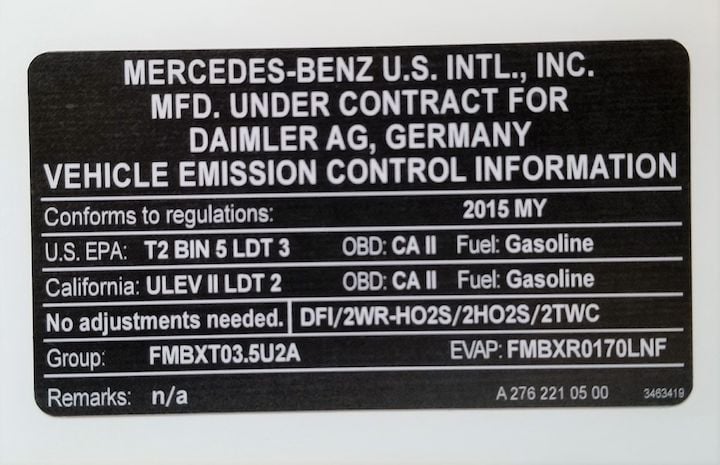 MERCEDES-BENZ U.S. INTL., INC.
MFD. UNDER CONTRACT FOR
DAIMLER AG, GERMANY
VEHICLE EMISSION CONTROL INFORMATION
Conforms to regulations: 2015 MY
U.S. EPA: T2 BIN 5 LDT 3 OBD: CA II Fuel: Gasoline
California: ULEV II LDT 2 OBD: CA II Fuel: Gasoline
No adjustments needed. DFI/2WR-HO2S/2HO2S/2TWC
Group: FMBXT03.5U2A EVAP: FMBXR0170LNF
Remarks: n/a A 276 221 05 00 3463419